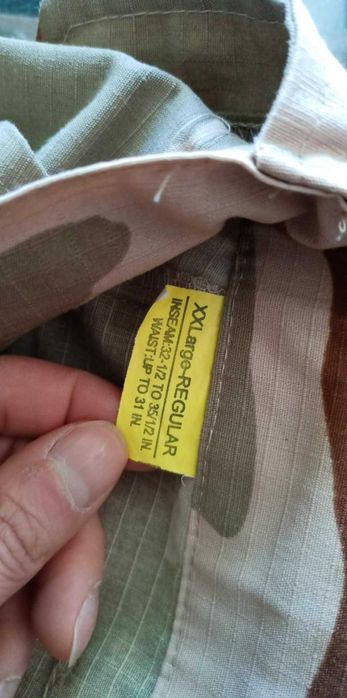 XXLarge-REGULAR
INSEAM:32-1/2 TO 35/1/2 IN.
WAIST:UP TO 31 IN.